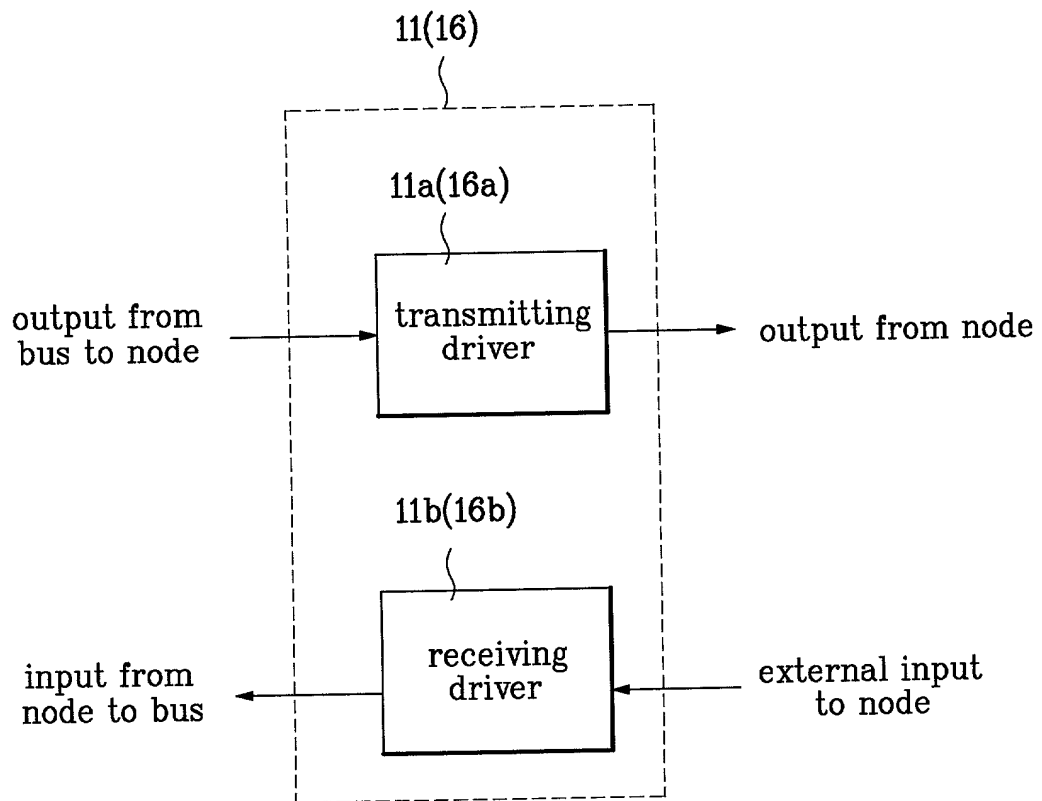 11(16)
11a(16a)
output from
bus to node
transmitting
driver
output from node
11b(16b)
input from
node to bus
receiving
driver
external input
to node